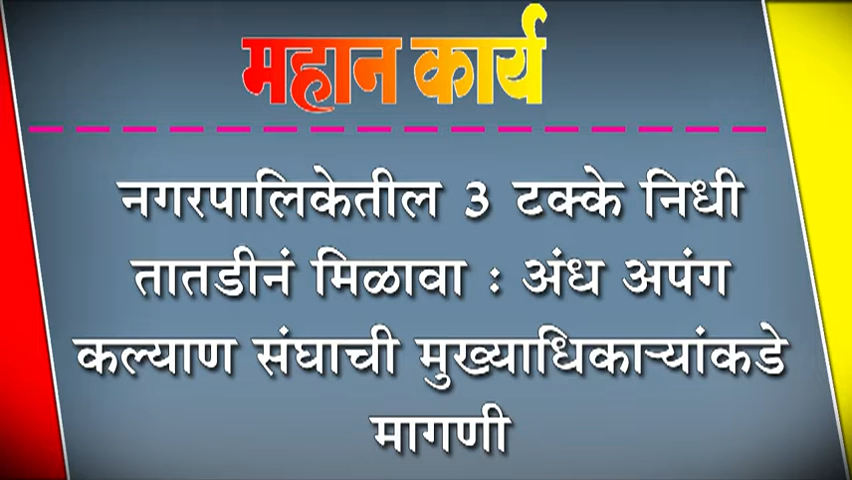 महान कार्य
नगरपालिकेतील 3 टक्के निधी
तातडीनं मिळावा : अंध अपंग
कल्याण संघाची मुख्याधिकाऱ्यांकडे
मागणी